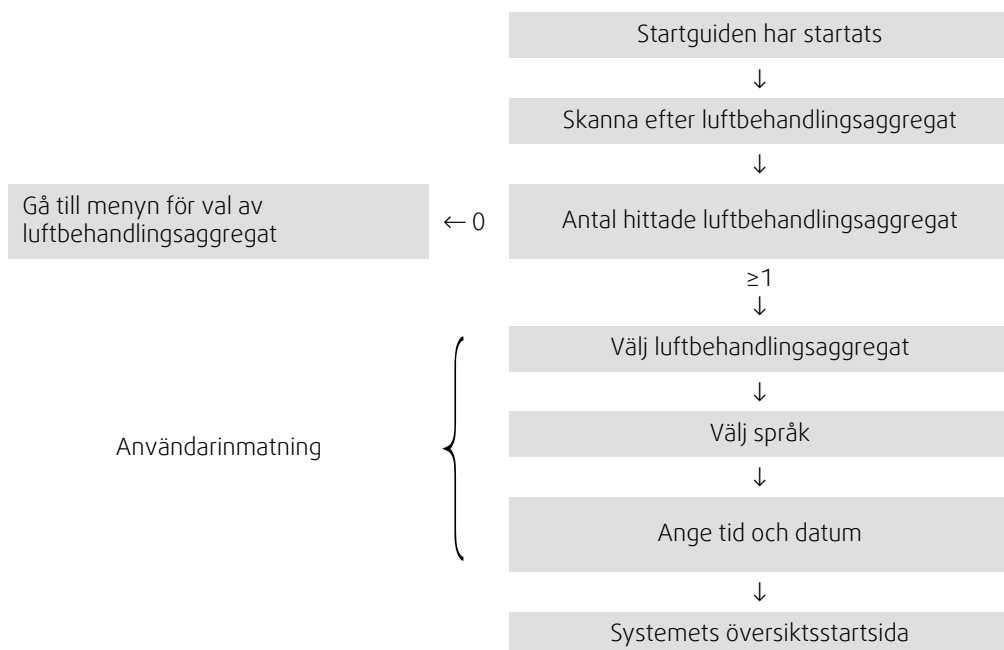 Startguiden har startats
↓
Skanna efter luftbehandlingsaggregat
↓
Gå till menyn för val av
luftbehandlingsaggregat
← 0
Antal hittade luftbehandlingsaggregat
≥1
↓
Välj luftbehandlingsaggregat
↓
Välj språk
Användarinmatning
↓
Ange tid och datum
↓
Systemets översiktsstartsida